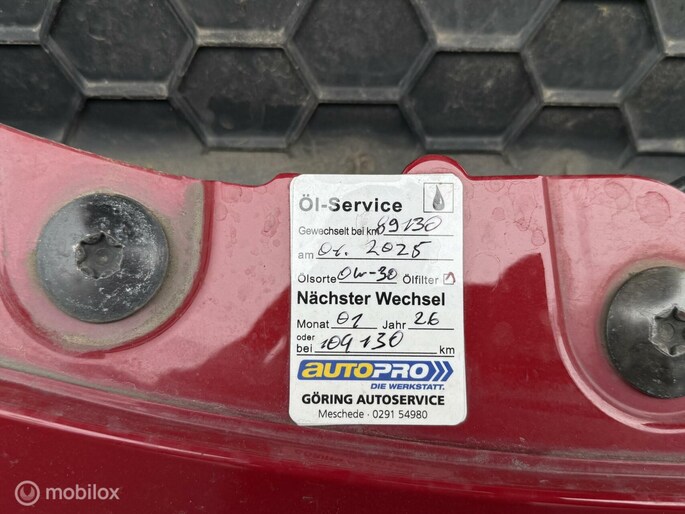 Öl-Service
Gewechselt bei km 89130
am 01. 2025
Ölsorte 0w-30 Ölfilter
Nächster Wechsel
Monat 01 Jahr 26
oder
bei 109130 km
AUTOPRO
DIE WERKSTATT.
GÖRING AUTOSERVICE
Meschede · 0291 54980
mobilox